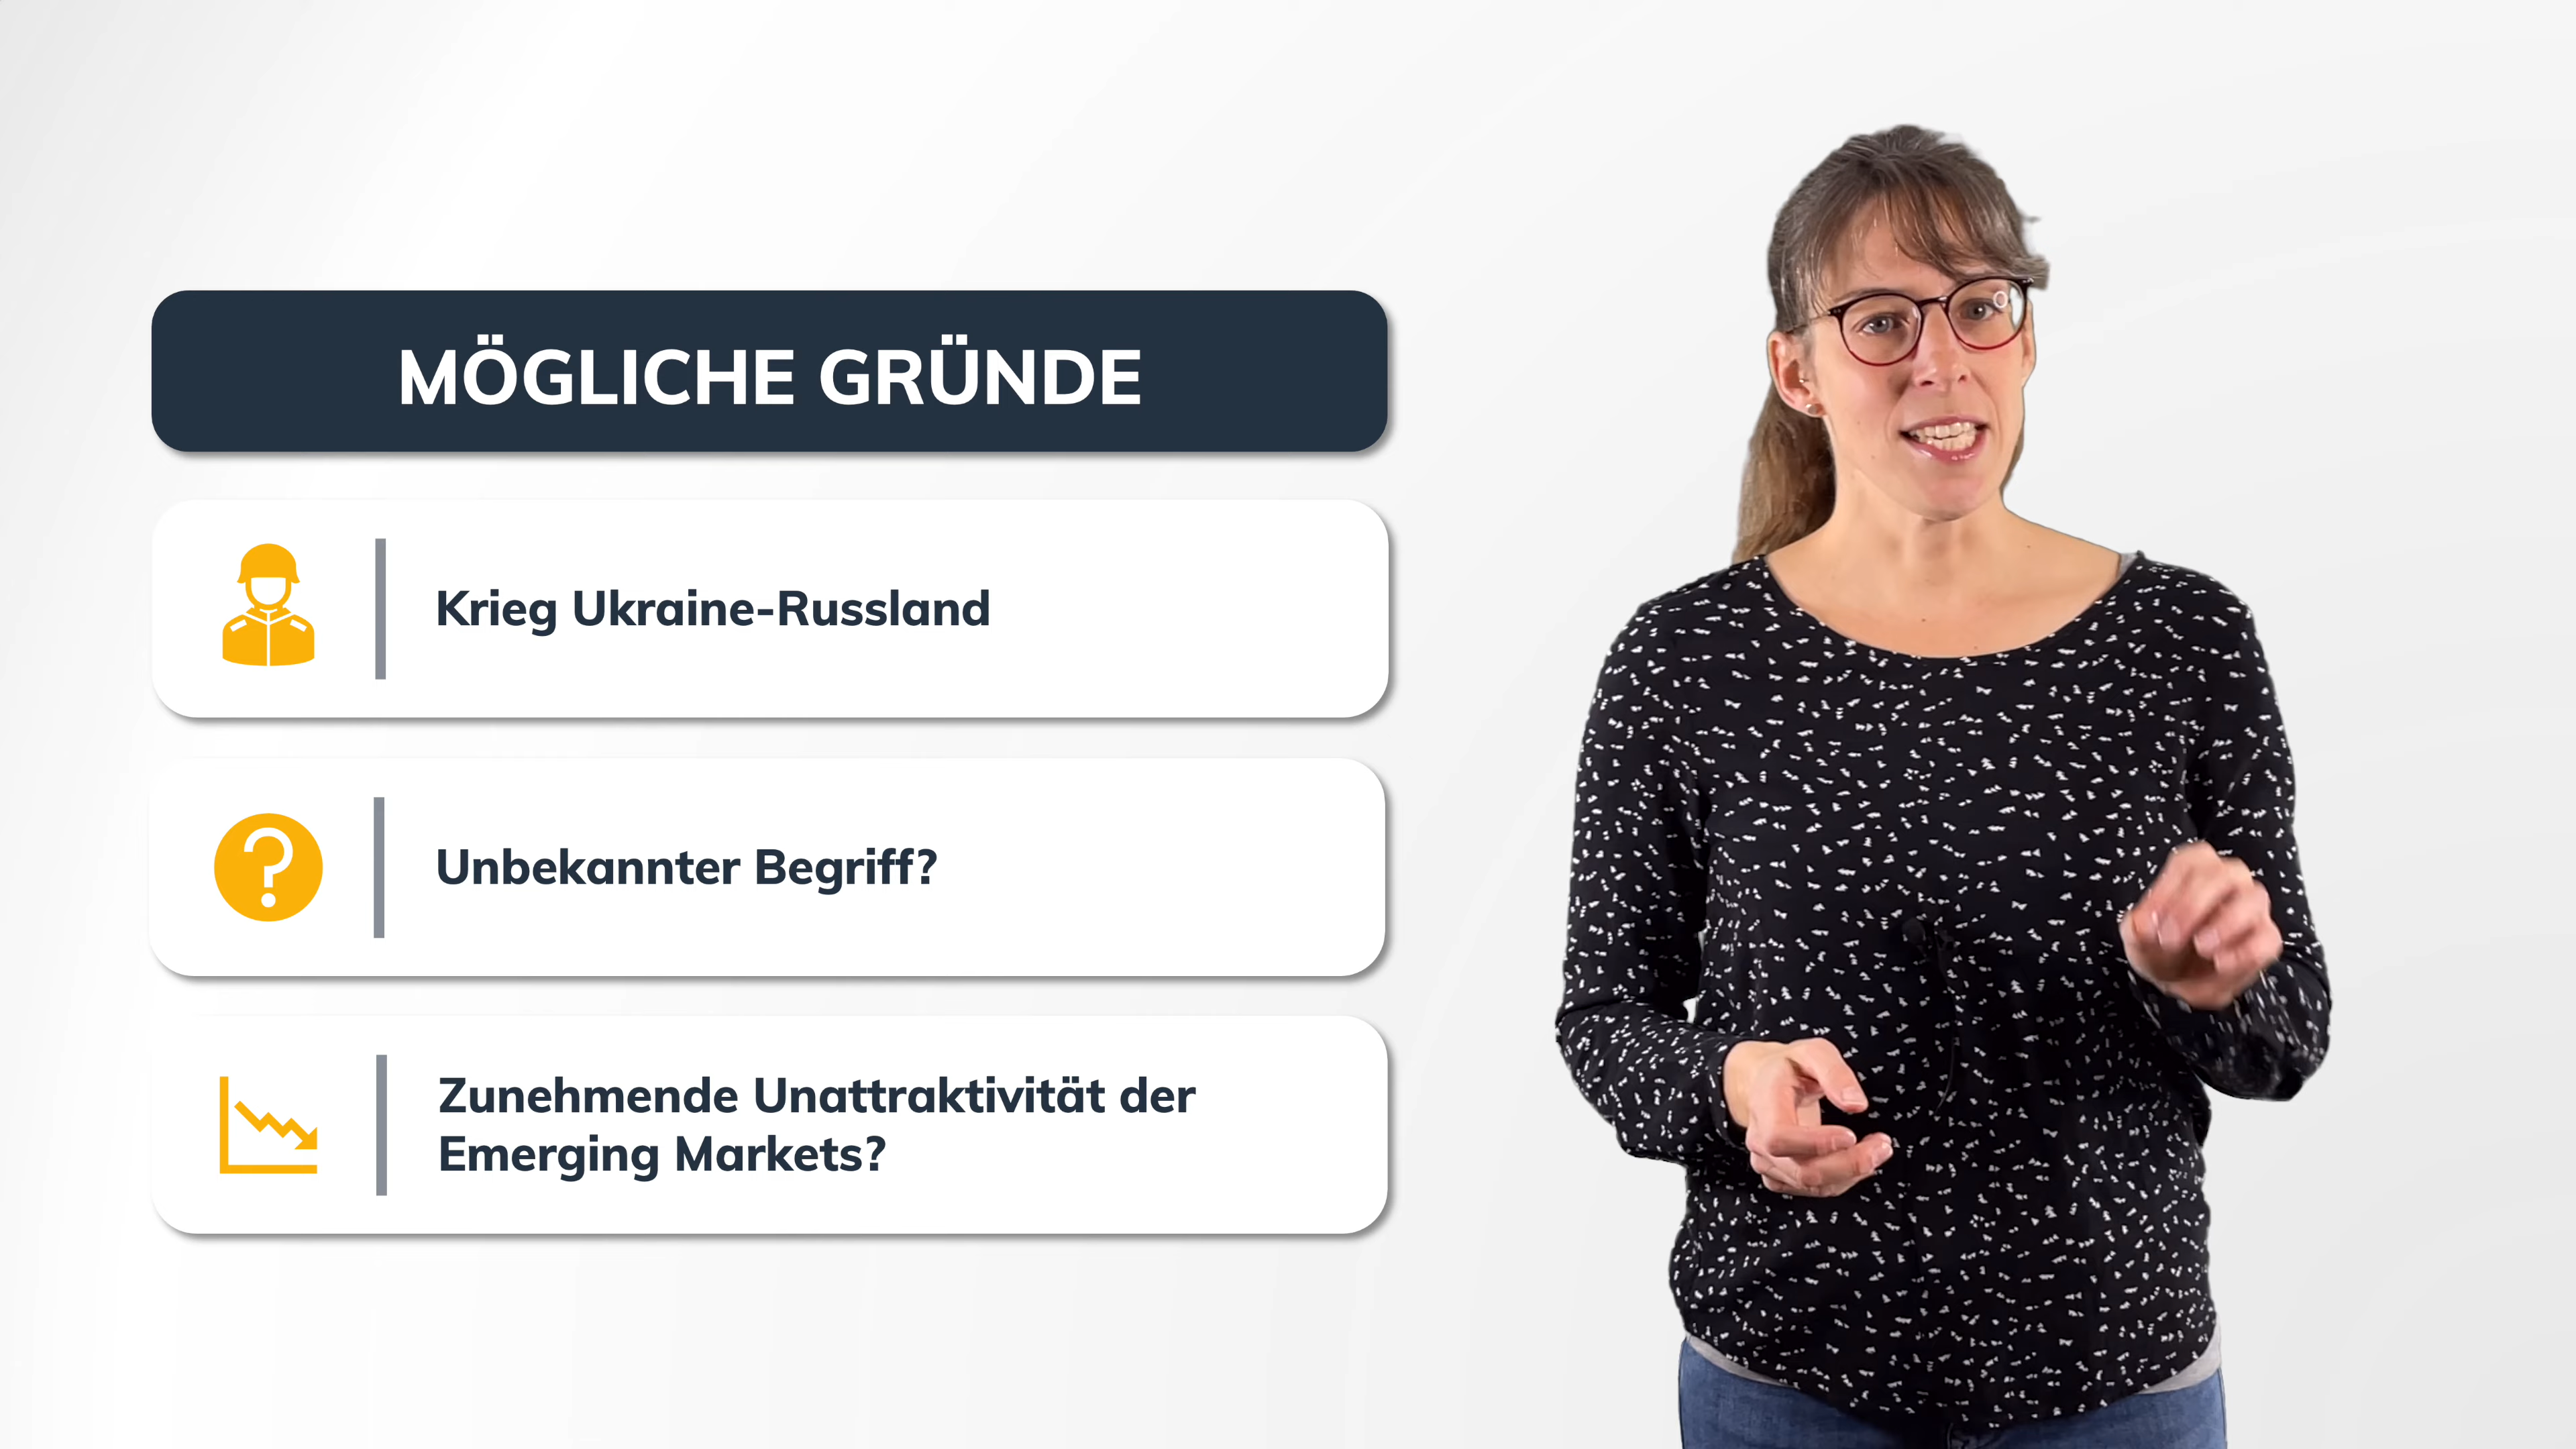 MÖGLICHE GRÜNDE
Krieg Ukraine-Russland
Unbekannter Begriff?
Zunehmende Unattraktivität der
Emerging Markets?